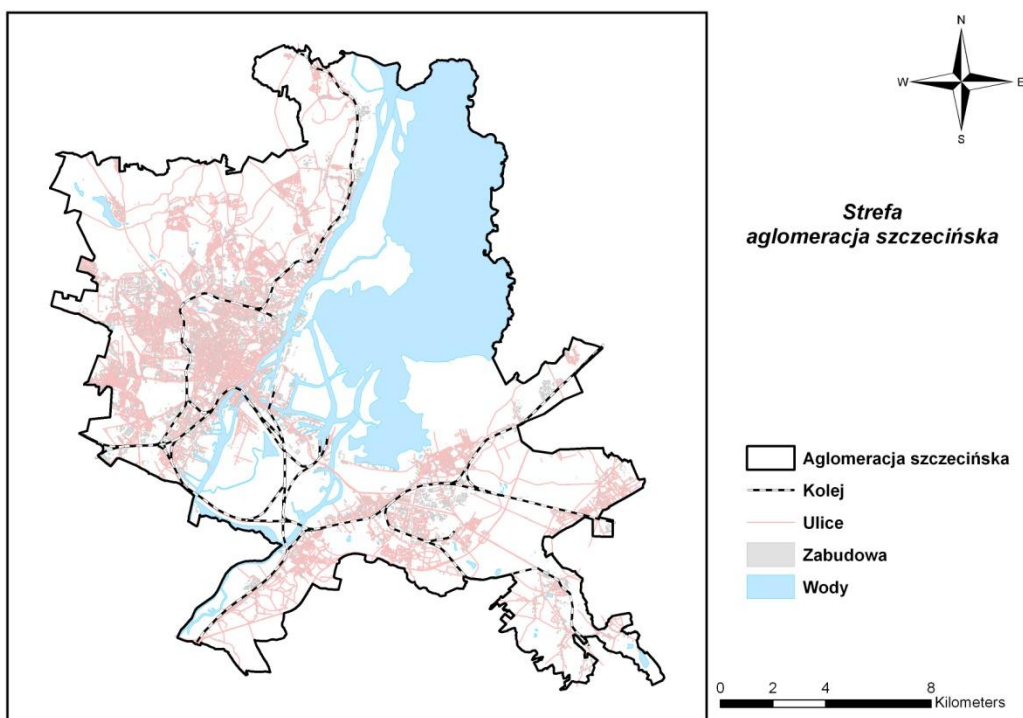 N
W E
S
Strefa
aglomeracja szczecińska
Aglomeracja szczecińska
Kolej
Ulice
Zabudowa
Wody
0 2 4 8
Kilometers